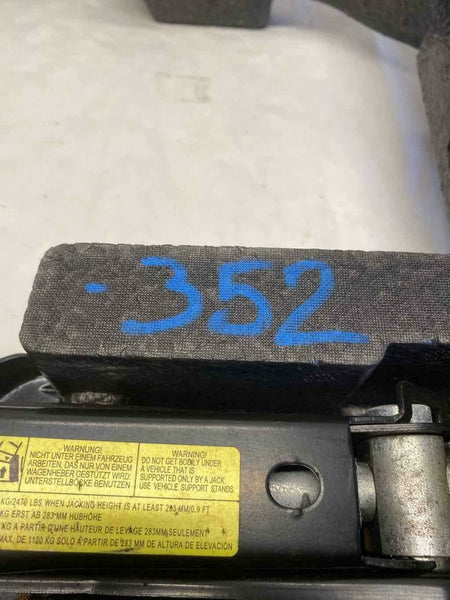 -352
WARNUNG!
NICHT UNTER EINEM FAHRZEUG
ARBEITEN, DAS NUR VON EINEM
WAGENHEBER GESTÜTZT WIRD
UNTERSTELLBÖCKE BENUTZEN
WARNING!
DO NOT GET BODILY UNDER
A VEHICLE THAT IS
SUPPORTED ONLY BY A JACK.
USE VEHICLE SUPPORT STANDS.
KG/2470 LBS WHEN JACKING HEIGHT IS AT LEAST 283 MM/0.9 FT
KG ERST AB 283 MM HUBHÖHE
KG A PARTIR D'UNE HAUTEUR DE LEVAGE 283MM SEULEMENT
MAX. DE 1120 KG SOLO A PARTIR DE 283 MM DE ALTURA DE ELEVACIÓN